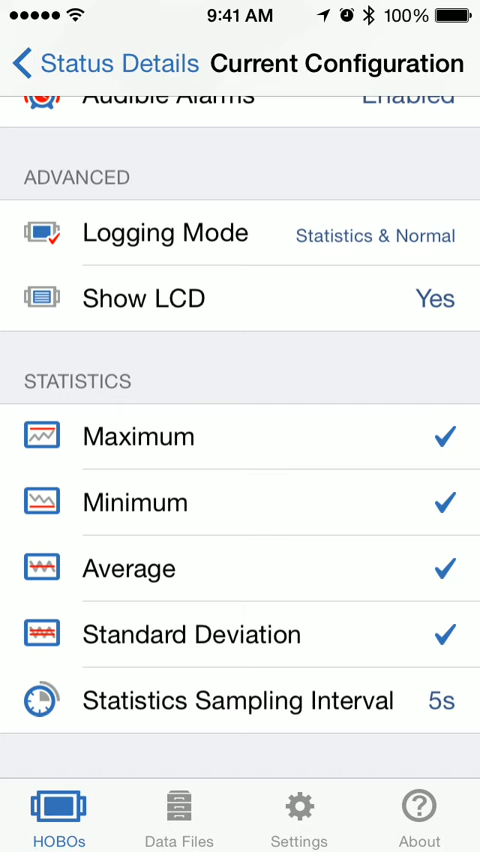 9:41 AM 100%
Status Details Current Configuration
Audible Alarms Enabled
ADVANCED
Logging Mode Statistics & Normal
Show LCD Yes
STATISTICS
Maximum
Minimum
Average
Standard Deviation
Statistics Sampling Interval 5s
HOBOs Data Files Settings About